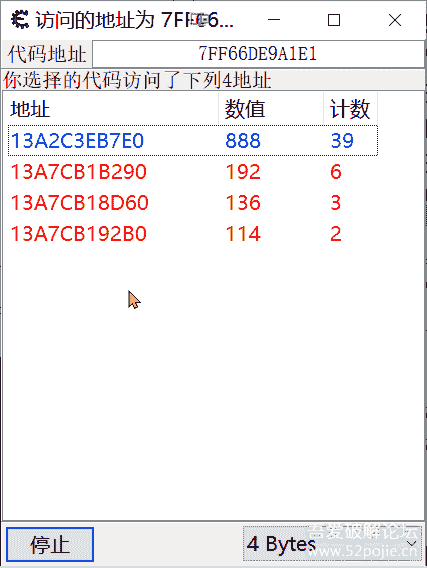 访问的地址为 7FF6 6...
代码地址 7FF66DE9A1E1
你选择的代码访问了下列4地址
地址 数值 计数
13A2C3EB7E0 888 39
13A7CB1B290 192 6
13A7CB18D60 136 3
13A7CB192B0 114 2
吾爱破解论坛
停止 4 Bytes
www.52pojie.cn